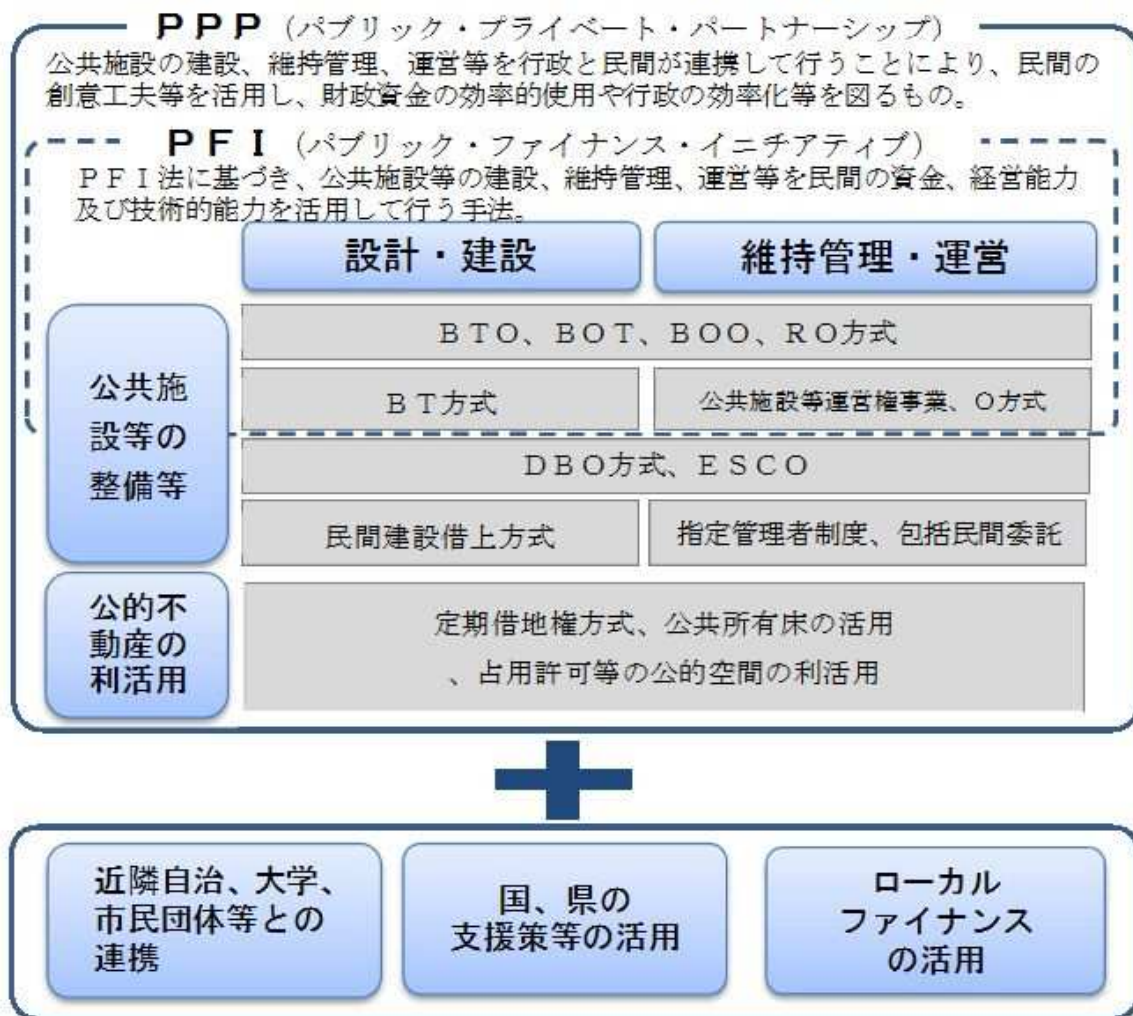 ＰＰＰ（パブリック・プライベート・パートナーシップ）
公共施設の建設、維持管理、運営等を行政と民間が連携して行うことにより、民間の
創意工夫等を活用し、財政資金の効率的使用や行政の効率化等を図るもの。
ＰＦＩ（パブリック・ファイナンス・イニチアティブ）
ＰＦＩ法に基づき、公共施設等の建設、維持管理、運営等を民間の資金、経営能力
及び技術的能力を活用して行う手法。
設計・建設
維持管理・運営
公共施
設等の
整備等
ＢＴＯ、ＢＯＴ、ＢＯＯ、ＲＯ方式
ＢＴ方式
公共施設等運営権事業、Ｏ方式
ＤＢＯ方式、ＥＳＣＯ
民間建設借上方式
指定管理者制度、包括民間委託
公的不
動産の
利活用
定期借地権方式、公共所有床の活用
、占用許可等の公的空間の利活用
近隣自治、大学、
市民団体等との
連携
国、県の
支援策等の活用
ローカル
ファイナンス
の活用